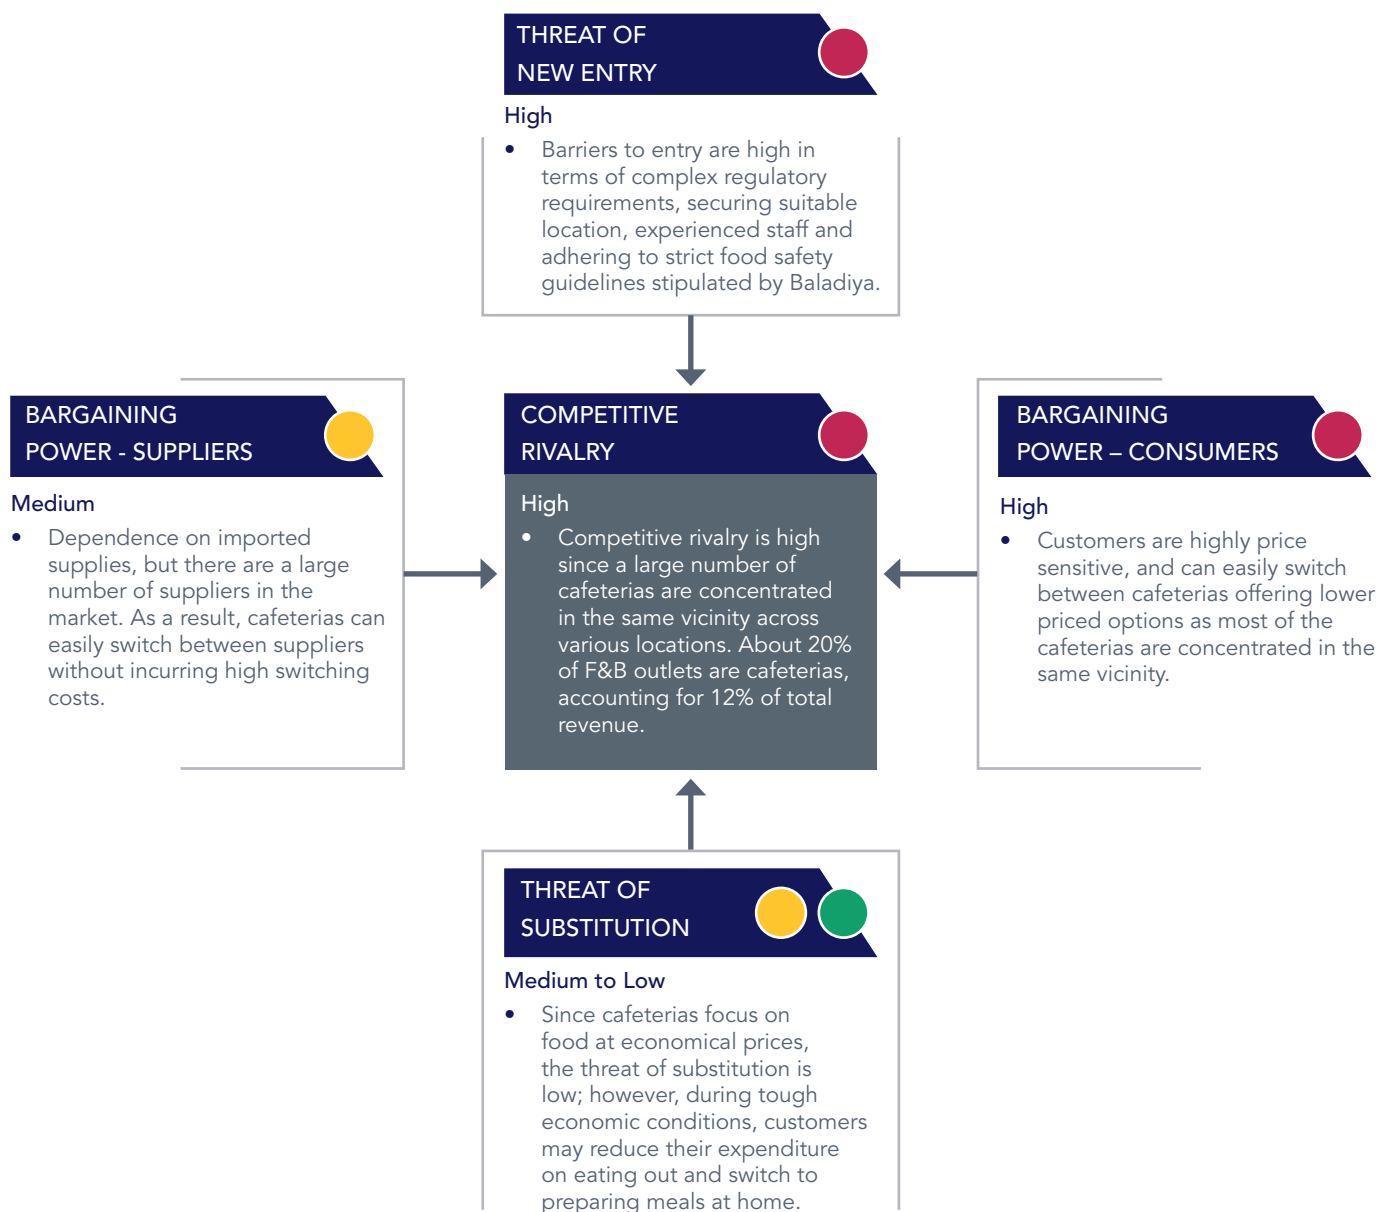 THREAT OF
NEW ENTRY
High
• Barriers to entry are high in
terms of complex regulatory
requirements, securing suitable
location, experienced staff and
adhering to strict food safety
guidelines stipulated by Baladiya.
BARGAINING
POWER - SUPPLIERS
Medium
• Dependence on imported
supplies, but there are a large
number of suppliers in the
market. As a result, cafeterias can
easily switch between suppliers
without incurring high switching
costs.
COMPETITIVE
RIVALRY
High
• Competitive rivalry is high
since a large number of
cafeterias are concentrated
in the same vicinity across
various locations. About 20%
of F&B outlets are cafeterias,
accounting for 12% of total
revenue.
BARGAINING
POWER – CONSUMERS
High
• Customers are highly price
sensitive, and can easily switch
between cafeterias offering lower
priced options as most of the
cafeterias are concentrated in the
same vicinity.
THREAT OF
SUBSTITUTION
Medium to Low
• Since cafeterias focus on
food at economical prices,
the threat of substitution is
low; however, during tough
economic conditions, customers
may reduce their expenditure
on eating out and switch to
preparing meals at home.